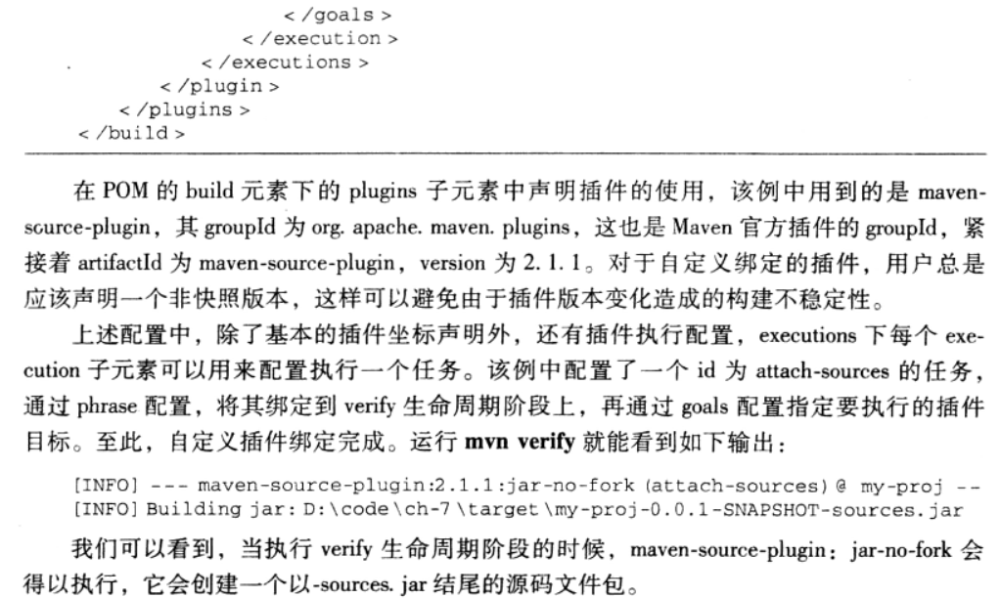 </goals>
</execution>
</executions>
</plugin>
</plugins>
</build>
在 POM 的 build 元素下的 plugins 子元素中声明插件的使用，该例中用到的是 maven-
source-plugin，其 groupId 为 org. apache. maven. plugins，这也是 Maven 官方插件的 groupId，紧
接着 artifactId 为 maven-source-plugin，version 为 2. 1. 1。对于自定义绑定的插件，用户总是
应该声明一个非快照版本，这样可以避免由于插件版本变化造成的构建不稳定性。
上述配置中，除了基本的插件坐标声明外，还有插件执行配置，executions 下每个 exe-
cution 子元素可以用来配置执行一个任务。该例中配置了一个 id 为 attach-sources 的任务，
通过 phrase 配置，将其绑定到 verify 生命周期阶段上，再通过 goals 配置指定要执行的插件
目标。至此，自定义插件绑定完成。运行 mvn verify 就能看到如下输出：
[INFO] --- maven-source-plugin:2.1.1:jar-no-fork (attach-sources) @ my-proj --
[INFO] Building jar: D:\code\ch-7\target\my-proj-0.0.1-SNAPSHOT-sources.jar
我们可以看到，当执行 verify 生命周期阶段的时候，maven-source-plugin：jar-no-fork 会
得以执行，它会创建一个以-sources. jar 结尾的源码文件包。